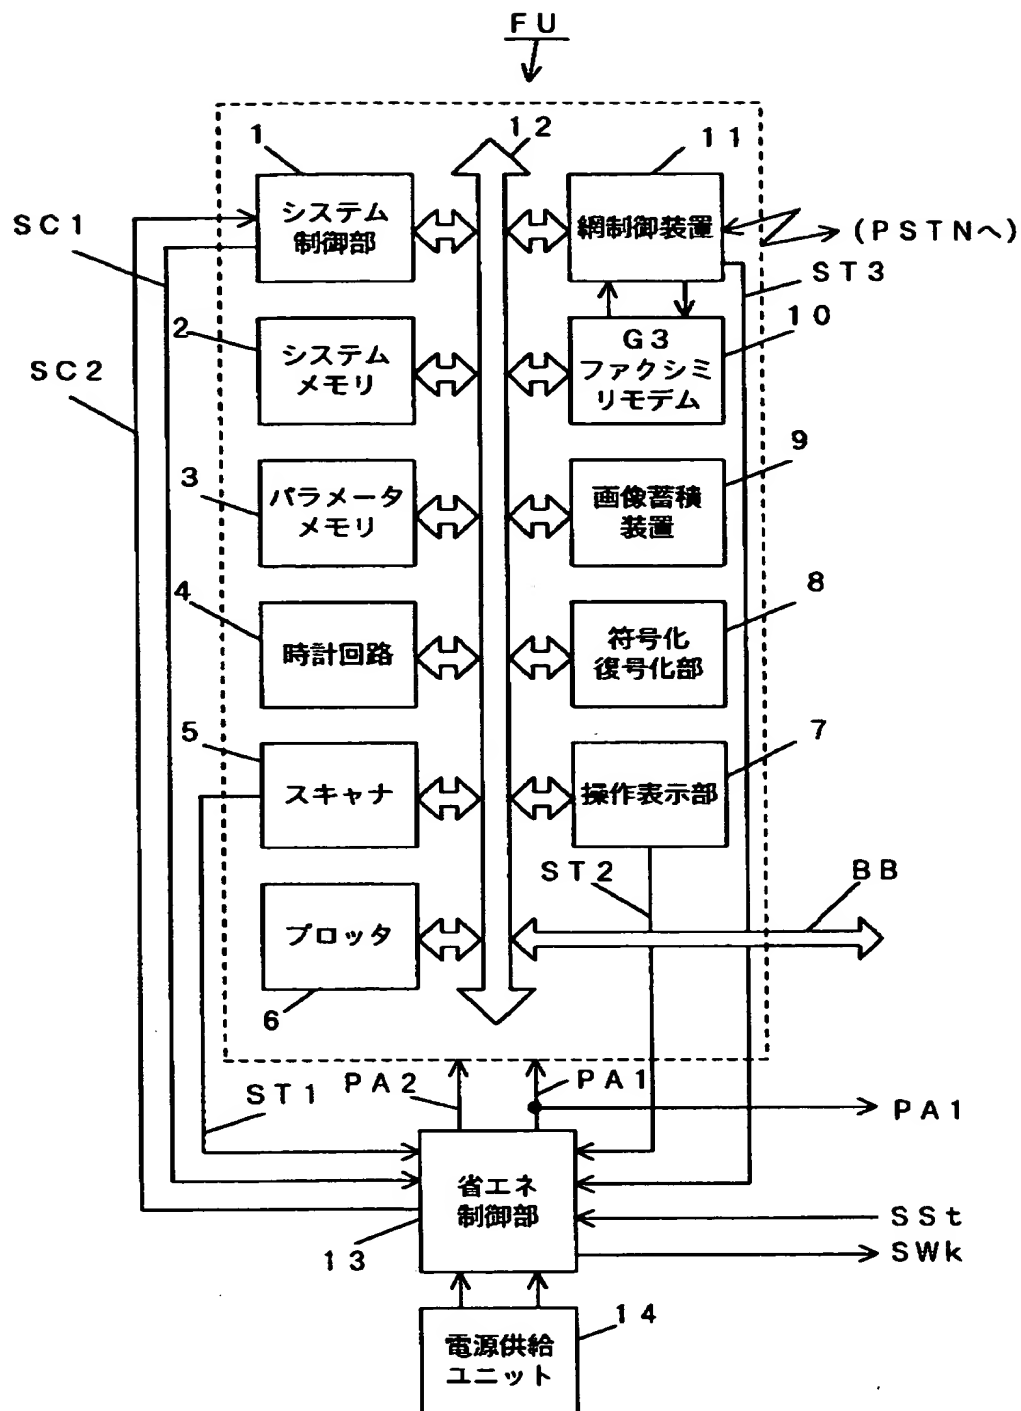 FU
12
1
11
システム
制御部
網制御装置
(PSTNへ)
SC1
ST3
2
システム
メモリ
G3
ファクシミ
リモデム
10
SC2
3
パラメータ
メモリ
画像蓄積
装置
9
4
時計回路
符号化
復号化部
8
5
スキャナ
操作表示部
7
ST2
BB
プロッタ
6
ST1
PA2
PA1
PA1
省エネ
制御部
SSt
SWk
13
電源供給
ユニット
14